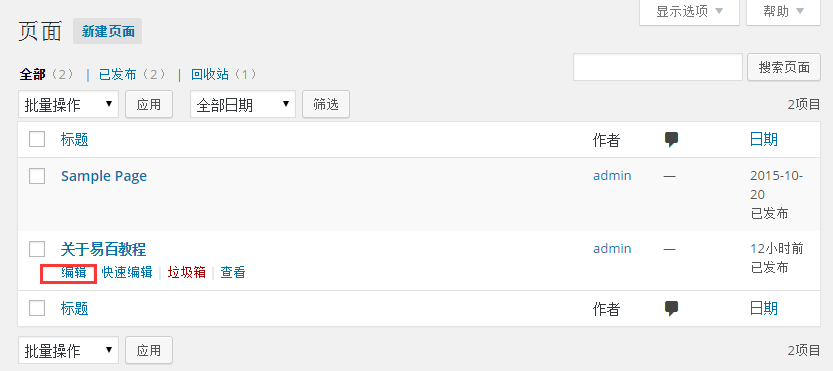 显示选项 帮助
页面 新建页面
全部（2） | 已发布（2） | 回收站（1）
搜索页面
批量操作 应用 全部日期 筛选 2项目
标题 作者 日期
Sample Page admin — 2015-10-
20
已发布
关于易百教程 admin — 12小时前
已发布
编辑 快速编辑 | 垃圾箱 | 查看
标题 作者 日期
批量操作 应用 2项目